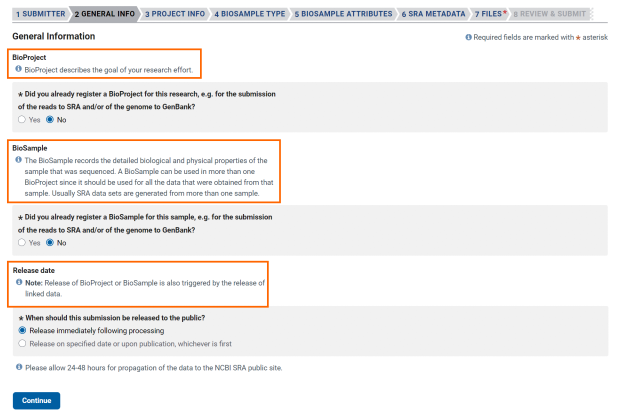 1 SUBMITTER 2 GENERAL INFO 3 PROJECT INFO 4 BIOSAMPLE TYPE 5 BIOSAMPLE ATTRIBUTES 6 SRA METADATA 7 FILES* 8 REVIEW & SUBMIT
General Information
Required fields are marked with * asterisk
BioProject
BioProject describes the goal of your research effort.
* Did you already register a BioProject for this research, e.g. for the submission
of the reads to SRA and/or of the genome to GenBank?
Yes No
BioSample
The BioSample records the detailed biological and physical properties of the
sample that was sequenced. A BioSample can be used in more than one
BioProject since it should be used for all the data that were obtained from that
sample. Usually SRA data sets are generated from more than one sample.
* Did you already register a BioSample for this sample, e.g. for the submission
of the reads to SRA and/or of the genome to GenBank?
Yes No
Release date
Note: Release of BioProject or BioSample is also triggered by the release of
linked data.
* When should this submission be released to the public?
Release immediately following processing
Release on specified date or upon publication, whichever is first
Please allow 24-48 hours for propagation of the data to the NCBI SRA public site.
Continue